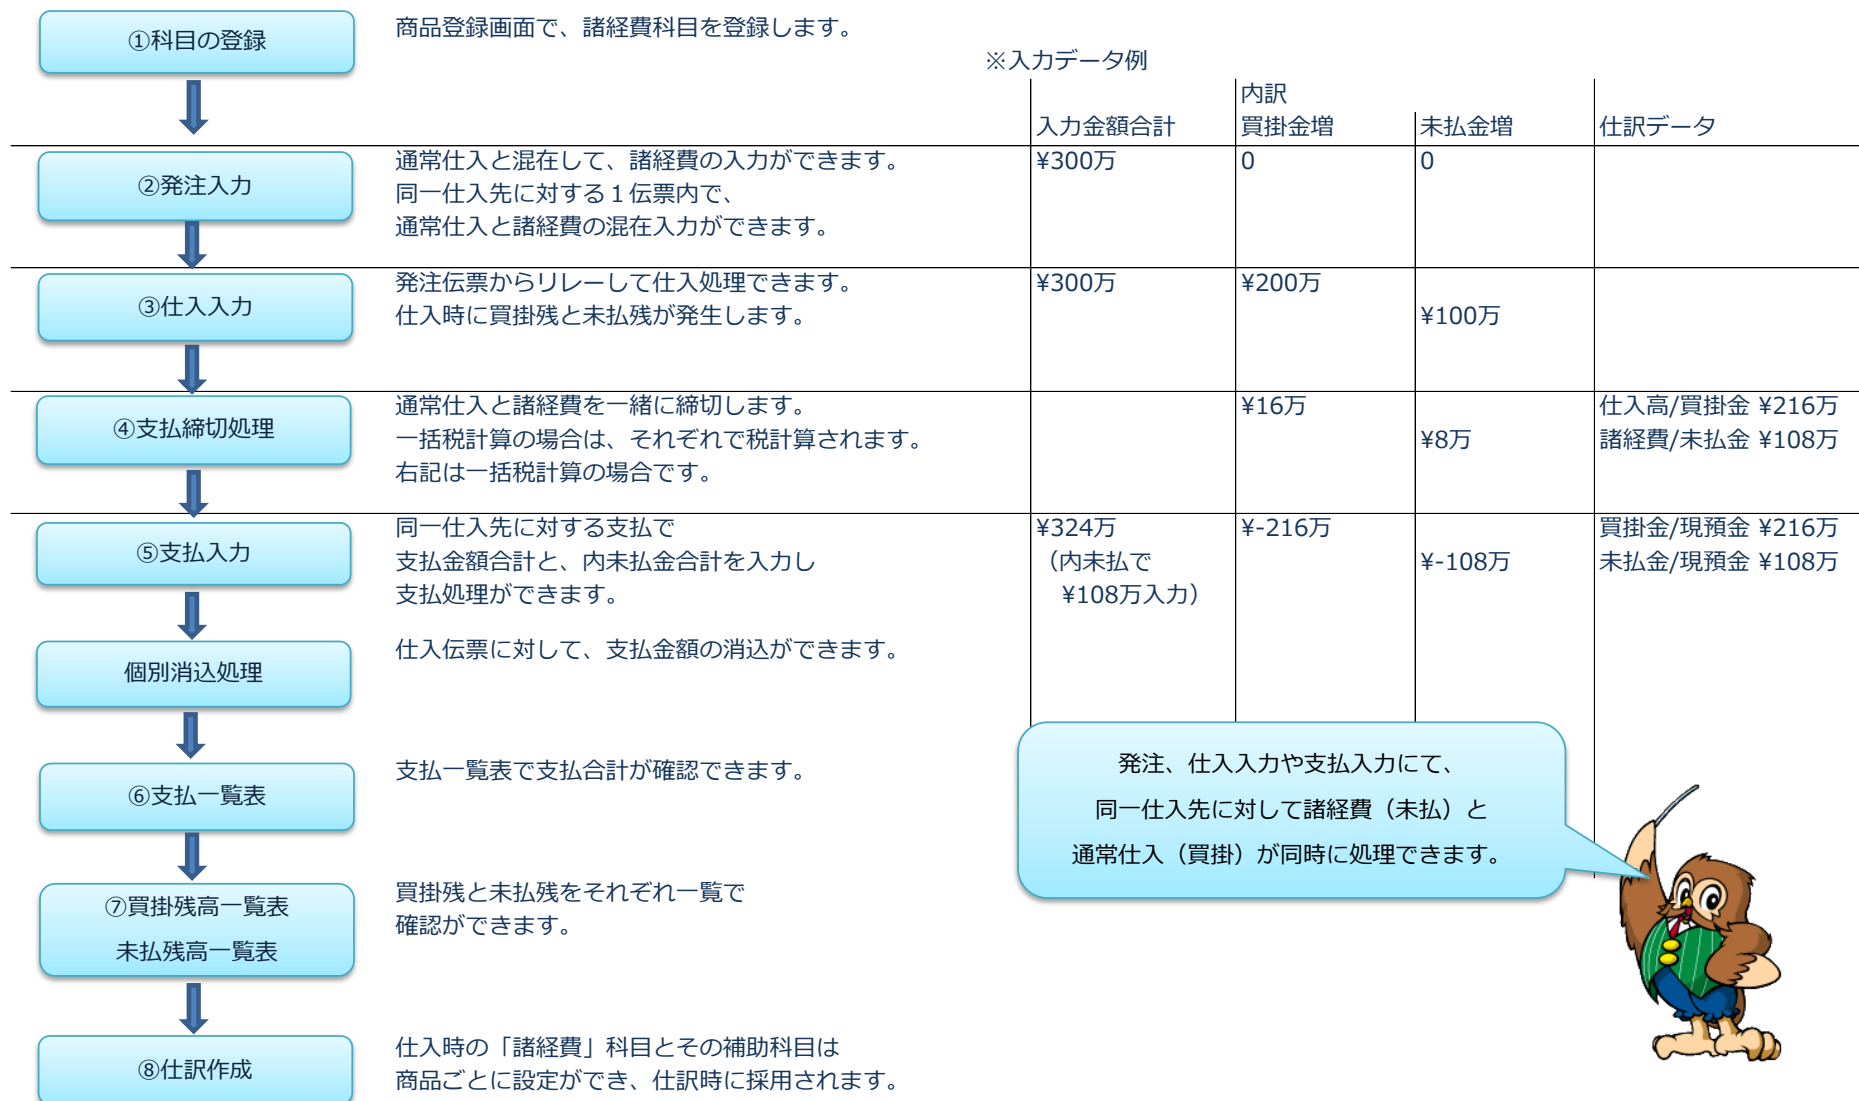 ①科目の登録
商品登録画面で、諸経費科目を登録します。
※入力データ例
内訳
入力金額合計 買掛金増 未払金増 仕訳データ
②発注入力
通常仕入と混在して、諸経費の入力ができます。
同一仕入先に対する１伝票内で、
通常仕入と諸経費の混在入力ができます。
¥300万 0 0
③仕入入力
発注伝票からリレーして仕入処理できます。
仕入時に買掛残と未払残が発生します。
¥300万 ¥200万
¥100万
④支払締切処理
通常仕入と諸経費を一緒に締切します。
一括税計算の場合は、それぞれで税計算されます。
右記は一括税計算の場合です。
¥16万 仕入高/買掛金 ¥216万
¥8万 諸経費/未払金 ¥108万
⑤支払入力
同一仕入先に対する支払で
支払金額合計と、内未払金合計を入力し
支払処理ができます。
¥324万 ¥-216万 買掛金/現預金 ¥216万
（内未払で ¥-108万 未払金/現預金 ¥108万
¥108万入力）
個別消込処理
仕入伝票に対して、支払金額の消込ができます。
⑥支払一覧表
支払一覧表で支払合計が確認できます。
発注、仕入入力や支払入力にて、
同一仕入先に対して諸経費（未払）と
通常仕入（買掛）が同時に処理できます。
⑦買掛残高一覧表
未払残高一覧表
買掛残と未払残をそれぞれ一覧で
確認ができます。
⑧仕訳作成
仕入時の「諸経費」科目とその補助科目は
商品ごとに設定ができ、仕訳時に採用されます。